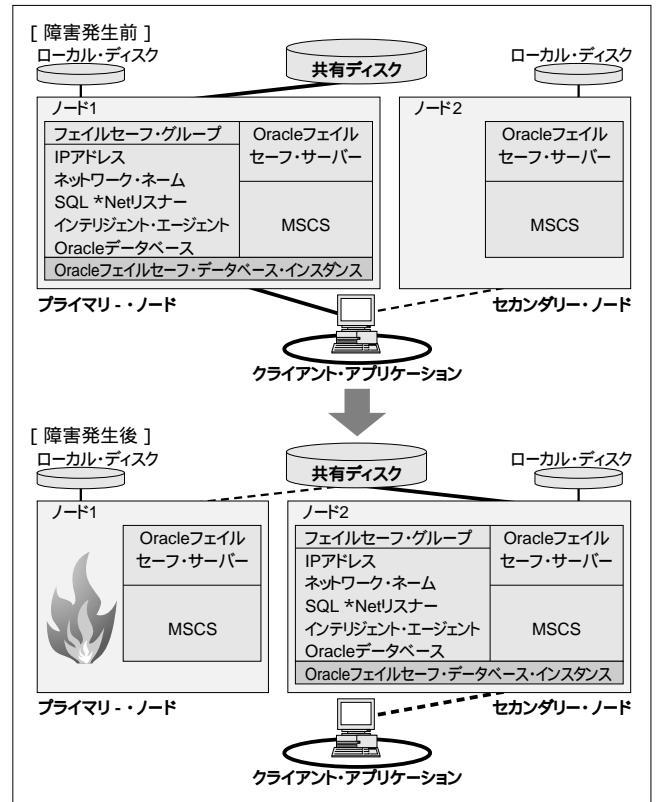 [ 障害発生前 ]
ローカル・ディスク
共有ディスク
ローカル・ディスク
ノード1
フェイルセーフ・グループ
IPアドレス
ネットワーク・ネーム
SQL *Netリスナー
インテリジェント・エージェント
Oracleデータベース
Oracleフェイル
セーフ・サーバー
MSCS
Oracleフェイルセーフ・データベース・インスダンス
ノード2
Oracleフェイル
セーフ・サーバー
MSCS
プライマリ - ・ノード
セカンダリー・ノード
クライアント・アプリケーション
[ 障害発生後 ]
ローカル・ディスク
共有ディスク
ローカル・ディスク
ノード1
Oracleフェイル
セーフ・サーバー
MSCS
ノード2
フェイルセーフ・グループ
IPアドレス
ネットワーク・ネーム
SQL *Netリスナー
インテリジェント・エージェント
Oracleデータベース
Oracleフェイル
セーフ・サーバー
MSCS
Oracleフェイルセーフ・データベース・インスタンス
プライマリ - ・ノード
セカンダリー・ノード
クライアント・アプリケーション